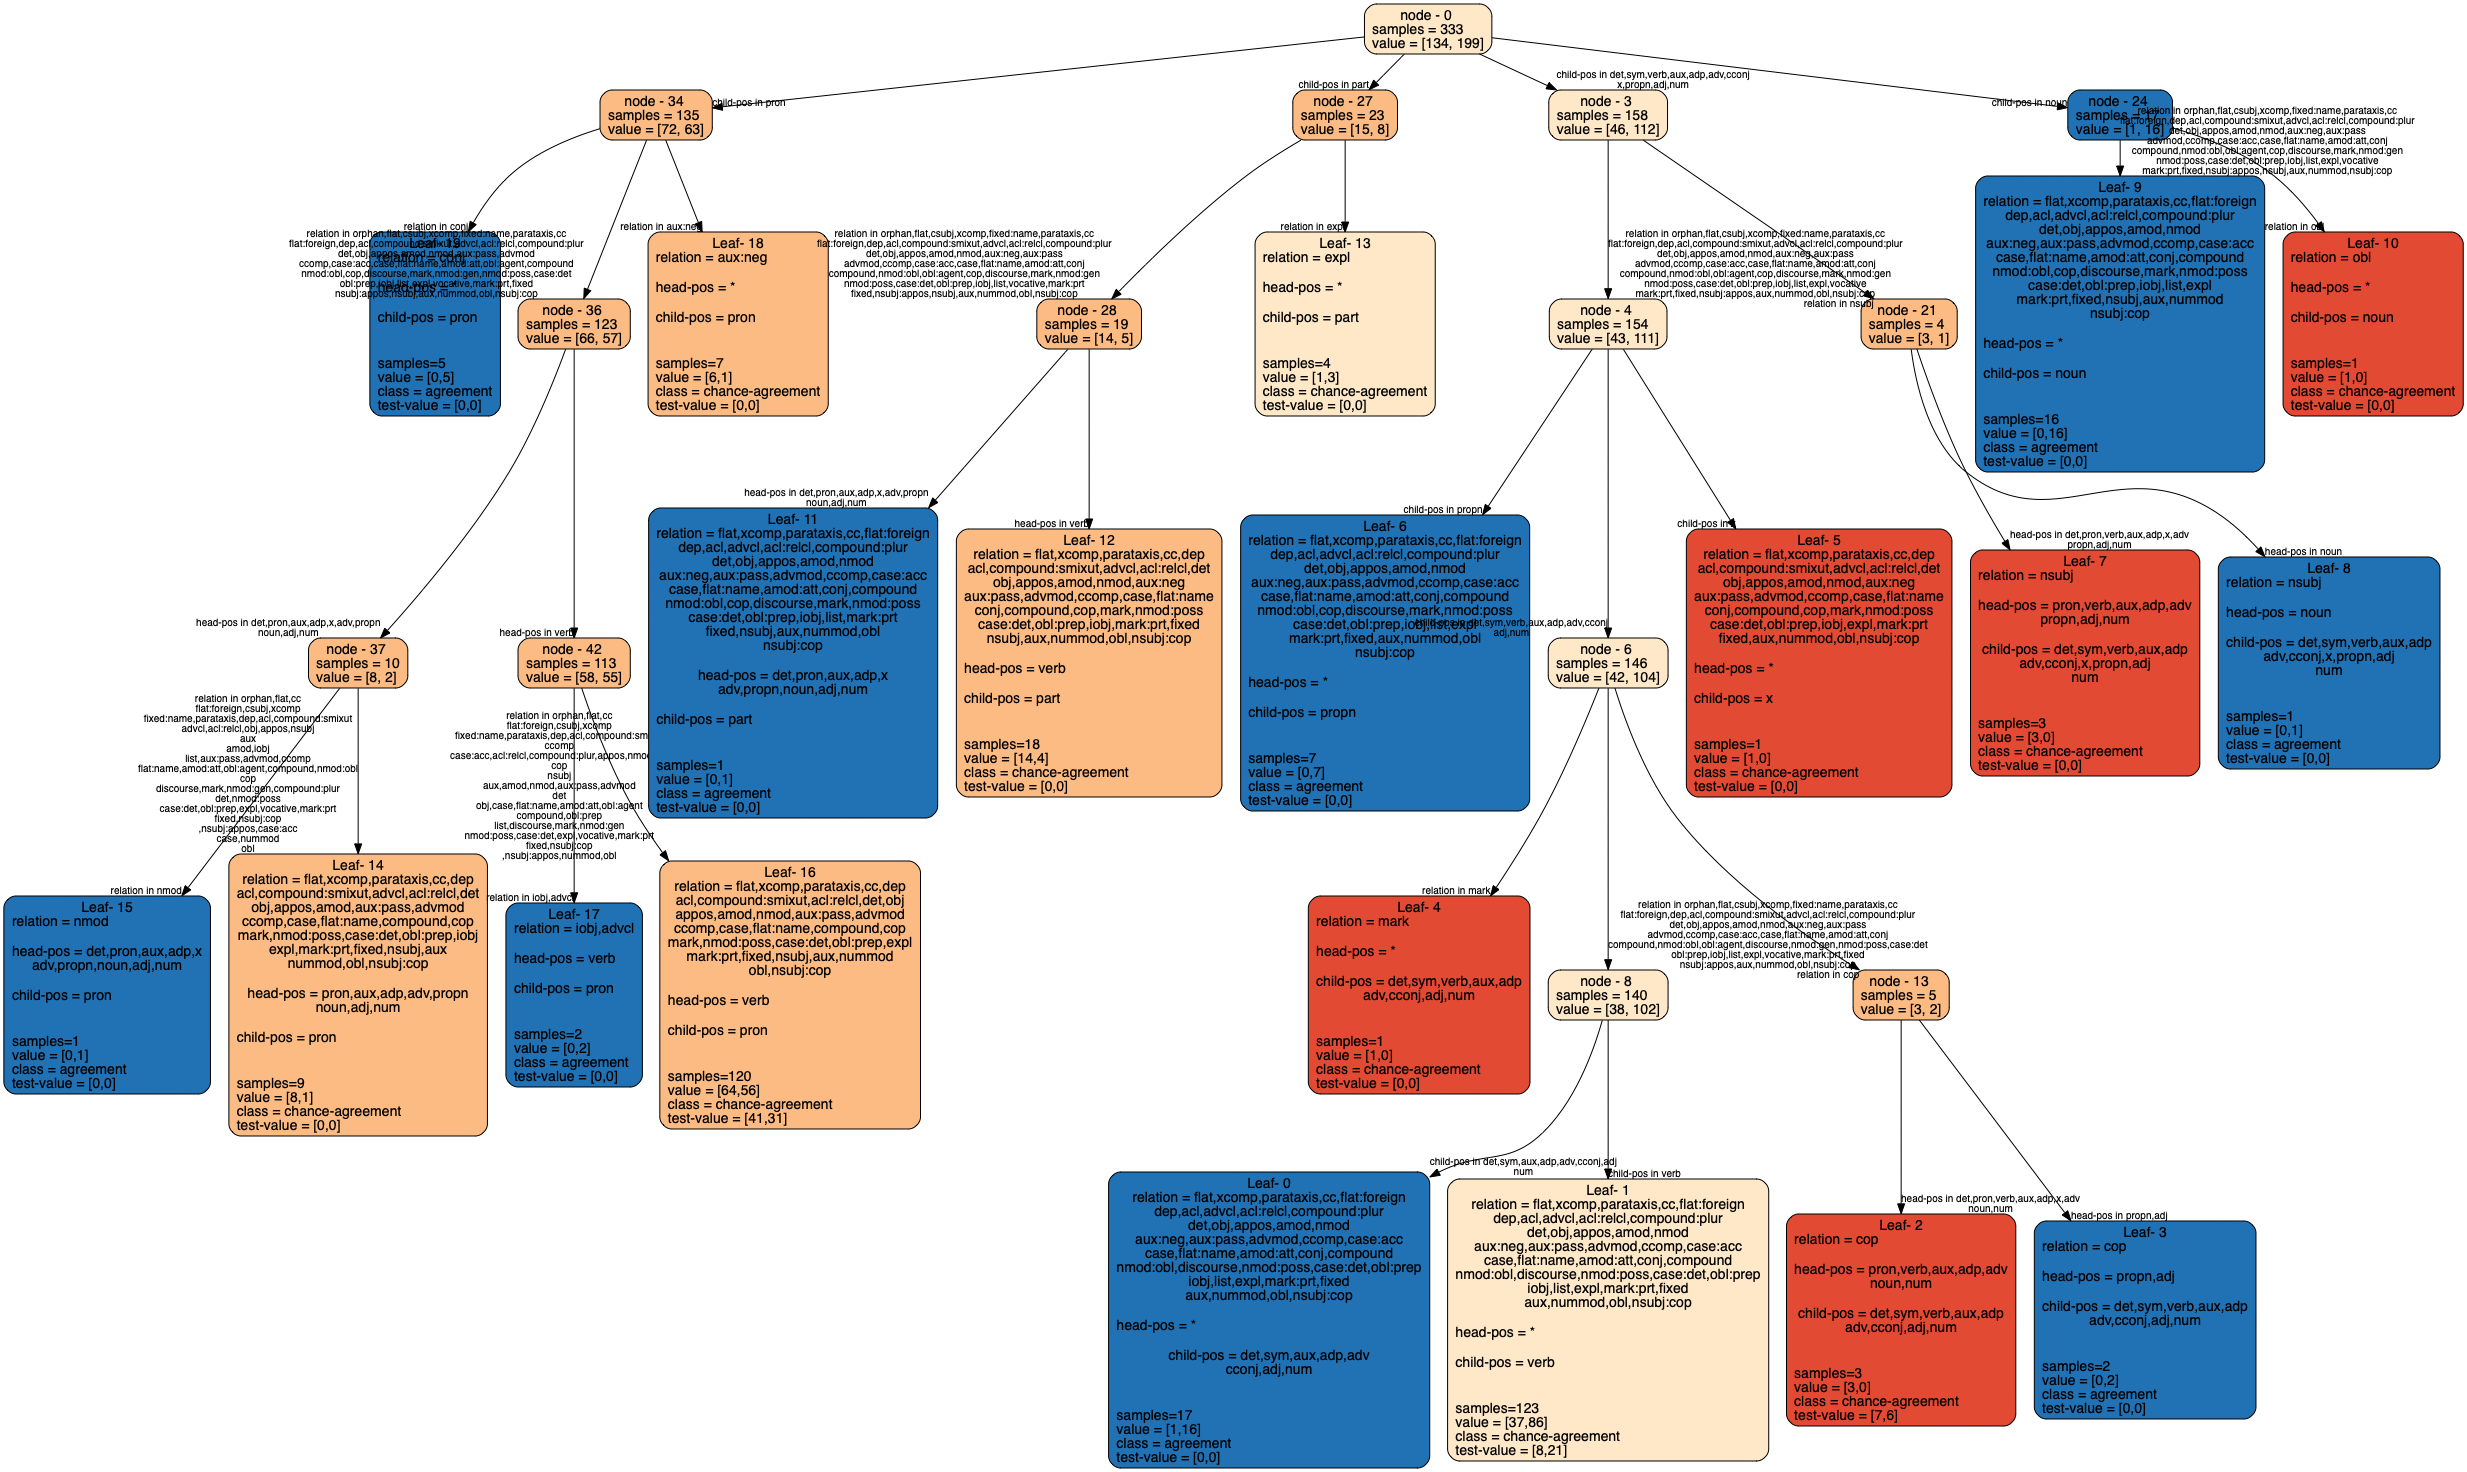 node - 0
samples = 333
value = [134, 199]
child-pos in pron
node - 34
samples = 135
value = [72, 63]
child-pos in part
node - 27
samples = 23
value = [15, 8]
child-pos in det,sym,verb,aux,adp,adv,cconj
x,propn,adj,num
node - 3
samples = 158
value = [46, 112]
child-pos in noun
node - 24
samples = 17
value = [1, 16]
relation in orphan,flat,csubj,xcomp,fixed:name,parataxis,cc
flat:foreign,dep,acl,compound:smixut,advcl,acl:relcl,compound:plur
det,obj,appos,amod,nmod,aux:neg,aux:pass
advmod,ccomp,case:acc,case,flat:name,amod:att,conj
compound,nmod:obl,obl:agent,cop,discourse,mark,nmod:gen
nmod:poss,case:det,obl:prep,iobj,list,expl,vocative
mark:prt,fixed,nsubj:appos,nsubj,aux,nummod,nsubj:cop
Leaf- 9
relation = flat,xcomp,parataxis,cc,flat:foreign
dep,acl,advcl,acl:relcl,compound:plur
det,obj,appos,amod,nmod
aux:neg,aux:pass,advmod,ccomp,case:acc
case,flat:name,amod:att,conj,compound
nmod:obl,cop,discourse,mark,nmod:poss
case:det,obl:prep,iobj,list,expl
mark:prt,fixed,nsubj,aux,nummod
nsubj:cop
head-pos = *
child-pos = noun
samples=16
value = [0,16]
class = agreement
test-value = [0,0]
relation in obl
Leaf- 10
relation = obl
head-pos = *
child-pos = noun
samples=1
value = [1,0]
class = chance-agreement
test-value = [0,0]
relation in conj
Leaf- 19
relation = conj
head-pos = *
child-pos = pron
samples=5
value = [0,5]
class = agreement
test-value = [0,0]
relation in orphan,flat,csubj,xcomp,fixed:name,parataxis,cc
flat:foreign,dep,acl,compound:smixut,advcl,acl:relcl,compound:plur
det,obj,appos,amod,nmod,aux:pass,advmod
ccomp,case:acc,case,flat:name,amod:att,obl:agent,compound
nmod:obl,cop,discourse,mark,nmod:gen,nmod:poss,case:det
obl:prep,iobj,list,expl,vocative,mark:prt,fixed
nsubj:appos,nsubj,aux,nummod,obl,nsubj:cop
node - 36
samples = 123
value = [66, 57]
relation in aux:neg
Leaf- 18
relation = aux:neg
head-pos = *
child-pos = pron
samples=7
value = [6,1]
class = chance-agreement
test-value = [0,0]
relation in orphan,flat,csubj,xcomp,fixed:name,parataxis,cc
flat:foreign,dep,acl,compound:smixut,advcl,acl:relcl,compound:plur
det,obj,appos,amod,nmod,aux:neg,aux:pass
advmod,ccomp,case:acc,case,flat:name,amod:att,conj
compound,nmod:obl,obl:agent,cop,discourse,mark,nmod:gen
nmod:poss,case:det,obl:prep,iobj,list,vocative,mark:prt
fixed,nsubj:appos,nsubj,aux,nummod,obl,nsubj:cop
node - 28
samples = 19
value = [14, 5]
relation in expl
Leaf- 13
relation = expl
head-pos = *
child-pos = part
samples=4
value = [1,3]
class = chance-agreement
test-value = [0,0]
relation in orphan,flat,csubj,xcomp,fixed:name,parataxis,cc
flat:foreign,dep,acl,compound:smixut,advcl,acl:relcl,compound:plur
det,obj,appos,amod,nmod,aux:neg,aux:pass
advmod,ccomp,case:acc,case,flat:name,amod:att,conj
compound,nmod:obl,obl:agent,cop,discourse,mark,nmod:gen
nmod:poss,case:det,obl:prep,iobj,list,expl,vocative
mark:prt,fixed,nsubj:appos,aux,nummod,obl,nsubj:cop
node - 4
samples = 154
value = [43, 111]
relation in nsubj
node - 21
samples = 4
value = [3, 1]
head-pos in det,pron,aux,adp,x,adv,propn
noun,adj,num
Leaf- 11
relation = flat,xcomp,parataxis,cc,flat:foreign
dep,acl,advcl,acl:relcl,compound:plur
det,obj,appos,amod,nmod
aux:neg,aux:pass,advmod,ccomp,case:acc
case,flat:name,amod:att,conj,compound
nmod:obl,cop,discourse,mark,nmod:poss
case:det,obl:prep,iobj,list,mark:prt
fixed,nsubj,aux,nummod,obl
nsubj:cop
head-pos = det,pron,aux,adp,x
adv,propn,noun,adj,num
child-pos = part
samples=1
value = [0,1]
class = agreement
test-value = [0,0]
head-pos in verb
Leaf- 12
relation = flat,xcomp,parataxis,cc,dep
acl,compound:smixut,advcl,acl:relcl,det
obj,appos,amod,nmod,aux:neg
aux:pass,advmod,ccomp,case,flat:name
conj,compound,cop,mark,nmod:poss
case:det,obl:prep,iobj,mark:prt,fixed
nsubj,aux,nummod,obl,nsubj:cop
head-pos = verb
child-pos = part
samples=18
value = [14,4]
class = chance-agreement
test-value = [0,0]
child-pos in propn
Leaf- 6
relation = flat,xcomp,parataxis,cc,flat:foreign
dep,acl,advcl,acl:relcl,compound:plur
det,obj,appos,amod,nmod
aux:neg,aux:pass,advmod,ccomp,case:acc
case,flat:name,amod:att,conj,compound
nmod:obl,cop,discourse,mark,nmod:poss
case:det,obl:prep,iobj,list,expl
mark:prt,fixed,aux,nummod,obl
nsubj:cop
head-pos = *
child-pos = propn
samples=7
value = [0,7]
class = agreement
test-value = [0,0]
child-pos in det,sym,verb,aux,adp,adv,cconj
adj,num
node - 6
samples = 146
value = [42, 104]
child-pos in
Leaf- 5
relation = flat,xcomp,parataxis,cc,dep
acl,compound:smixut,advcl,acl:relcl,det
obj,appos,amod,nmod,aux:neg
aux:pass,advmod,ccomp,case,flat:name
conj,compound,cop,mark,nmod:poss
case:det,obl:prep,iobj,expl,mark:prt
fixed,aux,nummod,obl,nsubj:cop
head-pos = *
child-pos = x
samples=1
value = [1,0]
class = chance-agreement
test-value = [0,0]
head-pos in det,pron,verb,aux,adp,x,adv
propn,adj,num
Leaf- 7
relation = nsubj
head-pos = pron,verb,aux,adp,adv
propn,adj,num
child-pos = det,sym,verb,aux,adp
adv,cconj,x,propn,adj
num
samples=3
value = [3,0]
class = chance-agreement
test-value = [0,0]
head-pos in noun
Leaf- 8
relation = nsubj
head-pos = noun
child-pos = det,sym,verb,aux,adp
adv,cconj,x,propn,adj
num
samples=1
value = [0,1]
class = agreement
test-value = [0,0]
head-pos in det,pron,aux,adp,x,adv,propn
noun,adj,num
node - 37
samples = 10
value = [8, 2]
head-pos in verb
node - 42
samples = 113
value = [58, 55]
relation in orphan,flat,cc
flat:foreign,csubj,xcomp
fixed:name,parataxis,dep,acl,compound:smixut
advcl,acl:relcl,obj,appos,nsubj
aux
amod,iobj
list,aux:pass,advmod,ccomp
flat:name,amod:att,obl:agent,compound,nmod:obl
cop
discourse,mark,nmod:gen,compound:plur
det,nmod:poss
case:det,obl:prep,expl,vocative,mark:prt
fixed,nsubj:cop
,nsubj:appos,case:acc
case,nummod
obl
relation in orphan,flat,cc
flat:foreign,csubj,xcomp
fixed:name,parataxis,dep,acl,compound:sm
ccomp
case:acc,acl:relcl,compound:plur,appos,nmod
cop
nsubj
aux,amod,nmod,aux:pass,advmod
det
obj,case,flat:name,amod:att,obl:agent
compound,obl:prep
list,discourse,mark,nmod:gen
nmod:poss,case:det,expl,vocative,mark:prt
fixed,nsubj:cop
,nsubj:appos,nummod,obl
relation in nmod
Leaf- 15
relation = nmod
head-pos = det,pron,aux,adp,x
adv,propn,noun,adj,num
child-pos = pron
samples=1
value = [0,1]
class = agreement
test-value = [0,0]
Leaf- 14
relation = flat,xcomp,parataxis,cc,dep
acl,compound:smixut,advcl,acl:relcl,det
obj,appos,amod,aux:pass,advmod
ccomp,case,flat:name,compound,cop
mark,nmod:poss,case:det,obl:prep,iobj
expl,mark:prt,fixed,nsubj,aux
nummod,obl,nsubj:cop
head-pos = pron,aux,adp,adv,propn
noun,adj,num
child-pos = pron
samples=9
value = [8,1]
class = chance-agreement
test-value = [0,0]
relation in iobj,advcl
Leaf- 17
relation = iobj,advcl
head-pos = verb
child-pos = pron
samples=2
value = [0,2]
class = agreement
test-value = [0,0]
Leaf- 16
relation = flat,xcomp,parataxis,cc,dep
acl,compound:smixut,acl:relcl,det,obj
appos,amod,nmod,aux:pass,advmod
ccomp,case,flat:name,compound,cop
mark,nmod:poss,case:det,obl:prep,expl
mark:prt,fixed,nsubj,aux,nummod
obl,nsubj:cop
head-pos = verb
child-pos = pron
samples=120
value = [64,56]
class = chance-agreement
test-value = [41,31]
relation in mark
Leaf- 4
relation = mark
head-pos = *
child-pos = det,sym,verb,aux,adp
adv,cconj,adj,num
samples=1
value = [1,0]
class = chance-agreement
test-value = [0,0]
relation in orphan,flat,csubj,xcomp,fixed:name,parataxis,cc
flat:foreign,dep,acl,compound:smixut,advcl,acl:relcl,compound:plur
det,obj,appos,amod,nmod,aux:neg,aux:pass
advmod,ccomp,case:acc,case,flat:name,amod:att,conj
compound,nmod:obl,obl:agent,discourse,nmod:gen,nmod:poss,case:det
obl:prep,iobj,list,expl,vocative,mark:prt,fixed
nsubj:appos,aux,nummod,obl,nsubj:cop
node - 8
samples = 140
value = [38, 102]
relation in cop
node - 13
samples = 5
value = [3, 2]
child-pos in det,sym,aux,adp,adv,cconj,adj
num
Leaf- 0
relation = flat,xcomp,parataxis,cc,flat:foreign
dep,acl,advcl,acl:relcl,compound:plur
det,obj,appos,amod,nmod
aux:neg,aux:pass,advmod,ccomp,case:acc
case,flat:name,amod:att,conj,compound
nmod:obl,discourse,nmod:poss,case:det,obl:prep
iobj,list,expl,mark:prt,fixed
aux,nummod,obl,nsubj:cop
head-pos = *
child-pos = det,sym,aux,adp,adv
cconj,adj,num
samples=17
value = [1,16]
class = agreement
test-value = [0,0]
child-pos in verb
Leaf- 1
relation = flat,xcomp,parataxis,cc,flat:foreign
dep,acl,advcl,acl:relcl,compound:plur
det,obj,appos,amod,nmod
aux:neg,aux:pass,advmod,ccomp,case:acc
case,flat:name,amod:att,conj,compound
nmod:obl,discourse,nmod:poss,case:det,obl:prep
iobj,list,expl,mark:prt,fixed
aux,nummod,obl,nsubj:cop
head-pos = *
child-pos = verb
samples=123
value = [37,86]
class = chance-agreement
test-value = [8,21]
head-pos in det,pron,verb,aux,adp,x,adv
noun,num
Leaf- 2
relation = cop
head-pos = pron,verb,aux,adp,adv
noun,num
child-pos = det,sym,verb,aux,adp
adv,cconj,adj,num
samples=3
value = [3,0]
class = chance-agreement
test-value = [7,6]
head-pos in propn,adj
Leaf- 3
relation = cop
head-pos = propn,adj
child-pos = det,sym,verb,aux,adp
adv,cconj,adj,num
samples=2
value = [0,2]
class = agreement
test-value = [0,0]